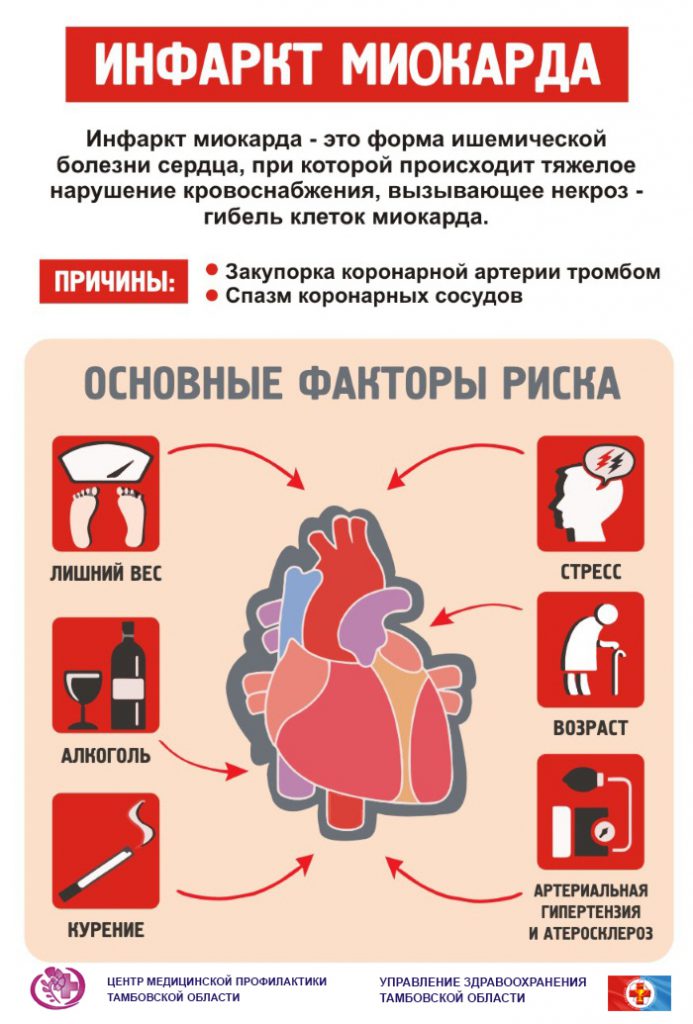 ИНФАРКТ МИОКАРДА
Инфаркт миокарда - это форма ишемической
болезни сердца, при которой происходит тяжелое
нарушение кровоснабжения, вызывающее некроз -
гибель клеток миокарда.
ПРИЧИНЫ:
• Закупорка коронарной артерии тромбом
• Спазм коронарных сосудов
ОСНОВНЫЕ ФАКТОРЫ РИСКА
ЛИШНИЙ ВЕС
СТРЕСС
АЛКОГОЛЬ
ВОЗРАСТ
КУРЕНИЕ
АРТЕРИАЛЬНАЯ
ГИПЕРТЕНЗИЯ
И АТЕРОСКЛЕРОЗ
ЦЕНТР МЕДИЦИНСКОЙ ПРОФИЛАКТИКИ
ТАМБОВСКОЙ ОБЛАСТИ
УПРАВЛЕНИЕ ЗДРАВООХРАНЕНИЯ
ТАМБОВСКОЙ ОБЛАСТИ